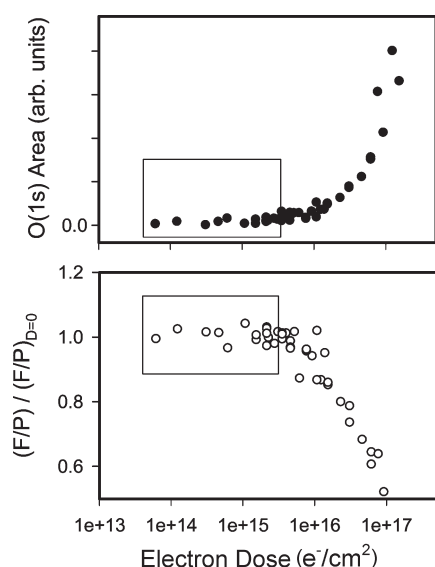 O(1s) Area (arb. units)
0.0
(F/P) / (F/P)D=0
1.2
1.0
0.8
0.6
1e+13 1e+14 1e+15 1e+16 1e+17
Electron Dose (e⁻/cm²)